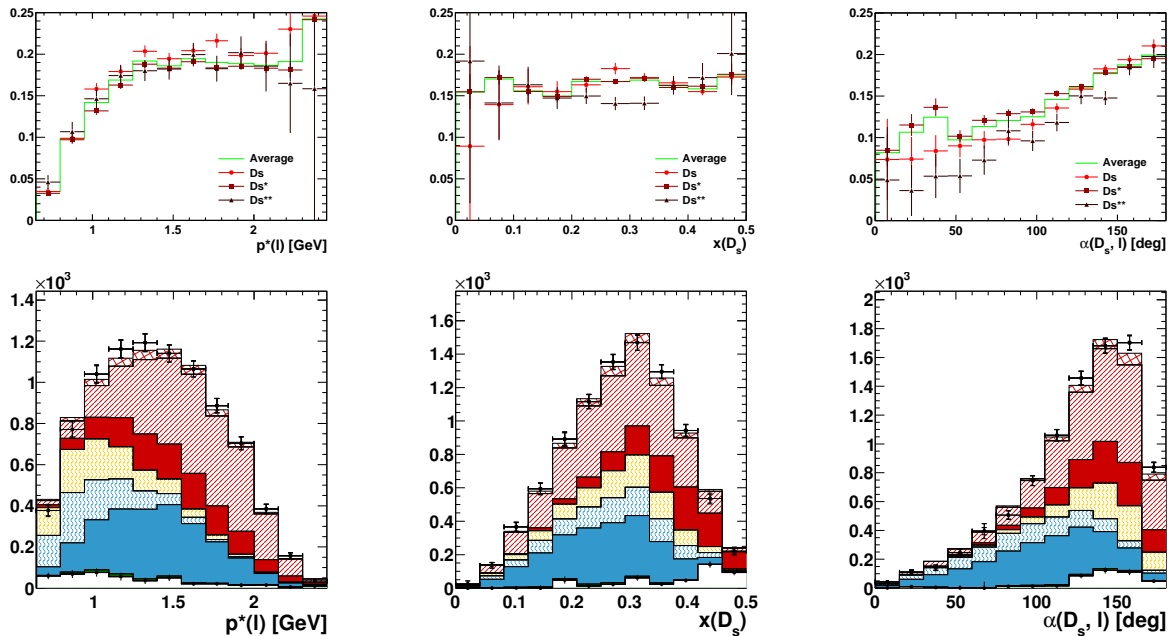 0.25
0.2
0.15
0.1
0.05
0
Average
Ds
Ds*
Ds**
1 1.5 2
p*(l) [GeV]
0.25
0.2
0.15
0.1
0.05
0
Average
Ds
Ds*
Ds**
0 0.1 0.2 0.3 0.4 0.5
x(Ds)
0.25
0.2
0.15
0.1
0.05
0
Average
Ds
Ds*
Ds**
0 50 100 150
α(Ds, l) [deg]
×10³
1.4
1.2
1
0.8
0.6
0.4
0.2
0
1 1.5 2
p*(l) [GeV]
×10³
1.6
1.4
1.2
1
0.8
0.6
0.4
0.2
0
0 0.1 0.2 0.3 0.4 0.5
x(Ds)
×10³
2
1.8
1.6
1.4
1.2
1
0.8
0.6
0.4
0.2
0
0 50 100 150
α(Ds, l) [deg]